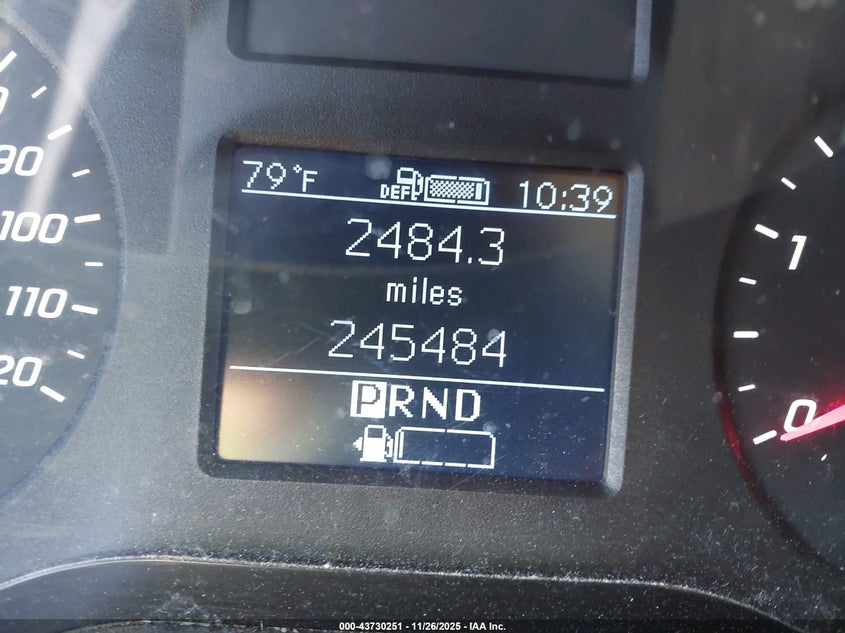 79°F DEF 10:39
2484.3
miles
245484
PRND
90
100
110
20
1
0
000-43730251 - 11/26/2025 - IAA Inc.